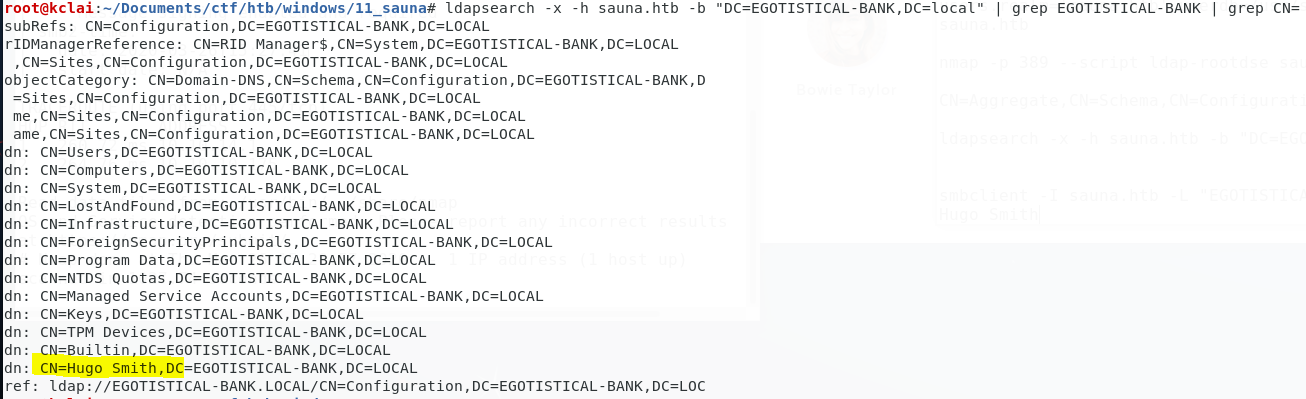 root@kclai:~/Documents/ctf/htb/windows/11_sauna# ldapsearch -x -h sauna.htb -b "DC=EGOTISTICAL-BANK,DC=local" | grep EGOTISTICAL-BANK | grep CN=
subRefs: CN=Configuration,DC=EGOTISTICAL-BANK,DC=LOCAL
rIDManagerReference: CN=RID Manager$,CN=System,DC=EGOTISTICAL-BANK,DC=LOCAL
,CN=Sites,CN=Configuration,DC=EGOTISTICAL-BANK,DC=LOCAL
objectCategory: CN=Domain-DNS,CN=Schema,CN=Configuration,DC=EGOTISTICAL-BANK,D
=Sites,CN=Configuration,DC=EGOTISTICAL-BANK,DC=LOCAL
me,CN=Sites,CN=Configuration,DC=EGOTISTICAL-BANK,DC=LOCAL
ame,CN=Sites,CN=Configuration,DC=EGOTISTICAL-BANK,DC=LOCAL
dn: CN=Users,DC=EGOTISTICAL-BANK,DC=LOCAL
dn: CN=Computers,DC=EGOTISTICAL-BANK,DC=LOCAL
dn: CN=System,DC=EGOTISTICAL-BANK,DC=LOCAL
dn: CN=LostAndFound,DC=EGOTISTICAL-BANK,DC=LOCAL
dn: CN=Infrastructure,DC=EGOTISTICAL-BANK,DC=LOCAL
dn: CN=ForeignSecurityPrincipals,DC=EGOTISTICAL-BANK,DC=LOCAL
dn: CN=Program Data,DC=EGOTISTICAL-BANK,DC=LOCAL
dn: CN=NTDS Quotas,DC=EGOTISTICAL-BANK,DC=LOCAL
dn: CN=Managed Service Accounts,DC=EGOTISTICAL-BANK,DC=LOCAL
dn: CN=Keys,DC=EGOTISTICAL-BANK,DC=LOCAL
dn: CN=TPM Devices,DC=EGOTISTICAL-BANK,DC=LOCAL
dn: CN=Builtin,DC=EGOTISTICAL-BANK,DC=LOCAL
dn: CN=Hugo Smith,DC=EGOTISTICAL-BANK,DC=LOCAL
ref: ldap://EGOTISTICAL-BANK.LOCAL/CN=Configuration,DC=EGOTISTICAL-BANK,DC=LOC
sauna.htb
nmap -p 389 --script ldap-rootdse sau
Bowie Taylor
CN=Aggregate,CN=Schema,CN=Configurati
ldapsearch -x -h sauna.htb -b "DC=EGO
smbclient -I sauna.htb -L "EGOTISTICA
Hugo Smith
report any incorrect results
1 IP address (1 host up)